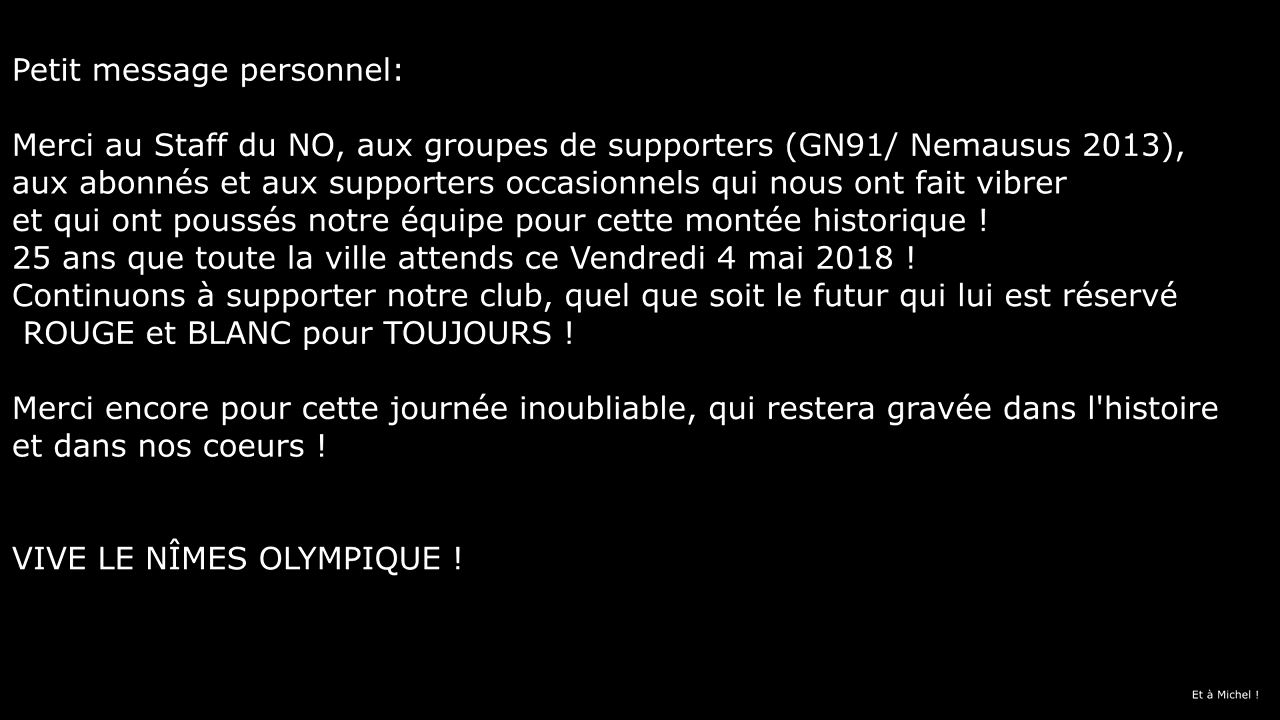 Petit message personnel:
Merci au Staff du NO, aux groupes de supporters (GN91/ Nemausus 2013),
aux abonnés et aux supporters occasionnels qui nous ont fait vibrer
et qui ont poussés notre équipe pour cette montée historique !
25 ans que toute la ville attends ce Vendredi 4 mai 2018 !
Continuons à supporter notre club, quel que soit le futur qui lui est réservé
ROUGE et BLANC pour TOUJOURS !
Merci encore pour cette journée inoubliable, qui restera gravée dans l'histoire
et dans nos coeurs !
VIVE LE NÎMES OLYMPIQUE !
Et à Michel !